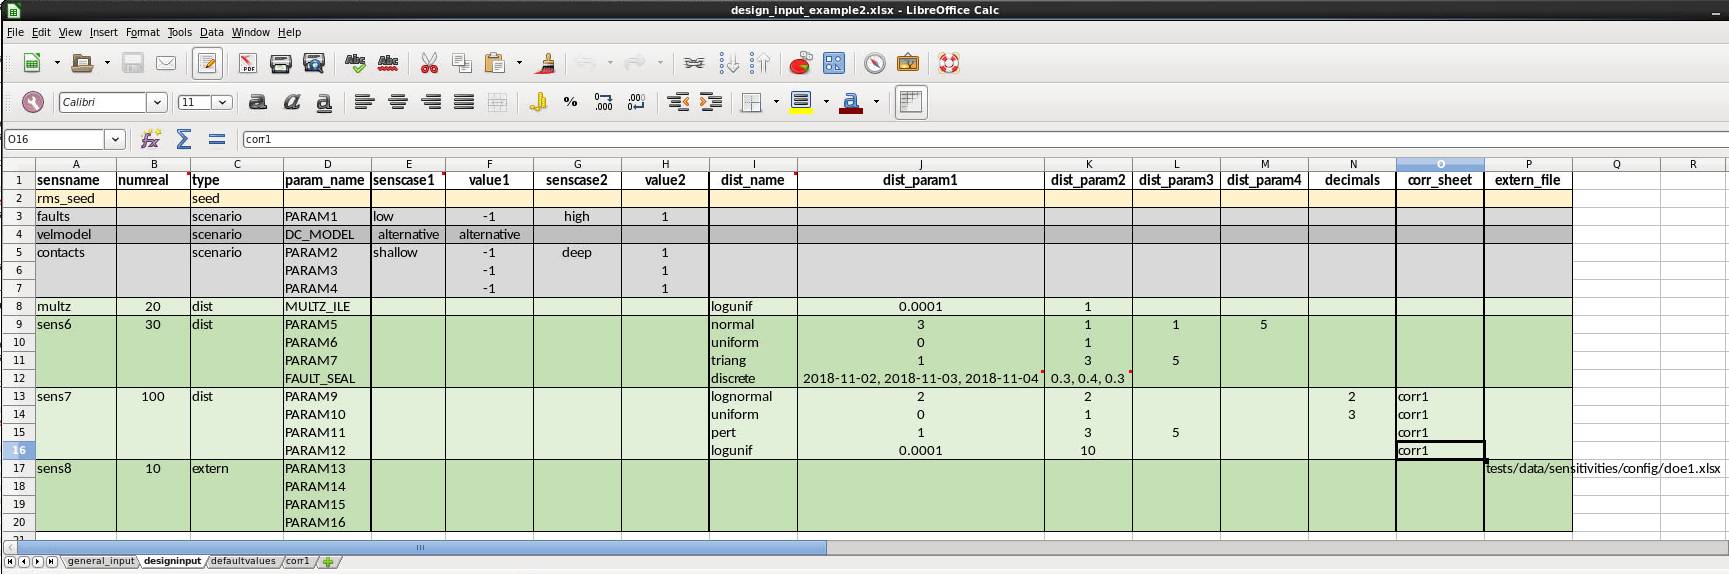 design_input_example2.xlsx - LibreOffice Calc
File Edit View Insert Format Tools Data Window Help
Calibri 11
O16 corr1
A B C D E F G H I J K L M N O P Q R
1 sensname numreal type param_name senscase1 value1 senscase2 value2 dist_name dist_param1 dist_param2 dist_param3 dist_param4 decimals corr_sheet extern_file
2 rms_seed seed
3 faults scenario PARAM1 low -1 high 1
4 velmodel scenario DC_MODEL alternative alternative
5 contacts scenario PARAM2 shallow -1 deep 1
6 PARAM3 -1 1
7 PARAM4 -1 1
8 multz 20 dist MULTZ_ILE logunif 0.0001 1
9 sens6 30 dist PARAM5 normal 3 1 1 5
10 PARAM6 uniform 0 1
11 PARAM7 triang 1 3 5
12 FAULT_SEAL discrete 2018-11-02, 2018-11-03, 2018-11-04 0.3, 0.4, 0.3
13 sens7 100 dist PARAM9 lognormal 2 2 2 corr1
14 PARAM10 uniform 0 1 3 corr1
15 PARAM11 pert 1 3 5 corr1
16 PARAM12 logunif 0.0001 10 corr1
17 sens8 10 extern PARAM13 tests/data/sensitivities/config/doe1.xlsx
18 PARAM14
19 PARAM15
20 PARAM16
21
general_input designinput defaultvalues corr1